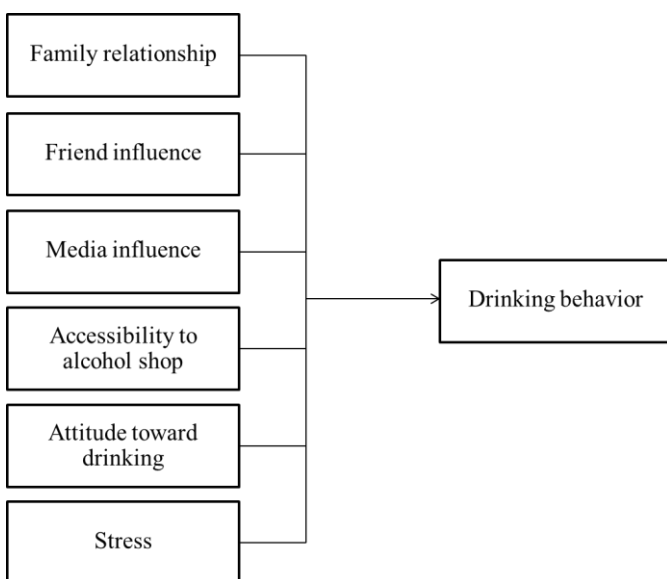 Family relationship
Friend influence
Media influence
Accessibility to
alcohol shop
Attitude toward
drinking
Stress
Drinking behavior